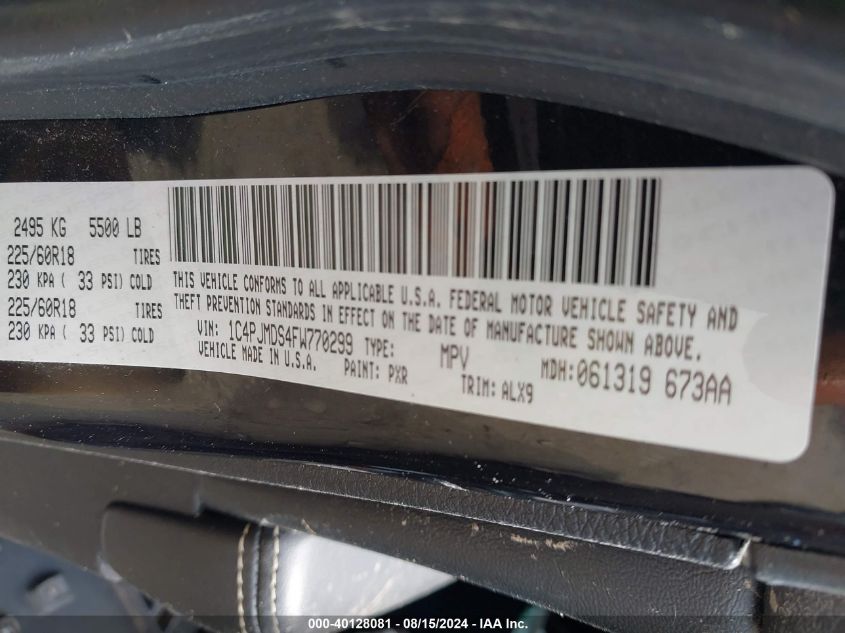 2495 KG 5500 LB
225/60R18 TIRES
230 KPA ( 33 PSI) COLD
225/60R18 TIRES
230 KPA ( 33 PSI) COLD
THIS VEHICLE CONFORMS TO ALL APPLICABLE U.S.A. FEDERAL MOTOR VEHICLE SAFETY AND
THEFT PREVENTION STANDARDS IN EFFECT ON THE DATE OF MANUFACTURE SHOWN ABOVE.
VIN: 1C4PJMDS4FW770299 TYPE: MPV MDH:061319 673AA
VEHICLE MADE IN U.S.A. PAINT: PXR TRIM: ALX9
000-40128081 - 08/15/2024 - IAA Inc.